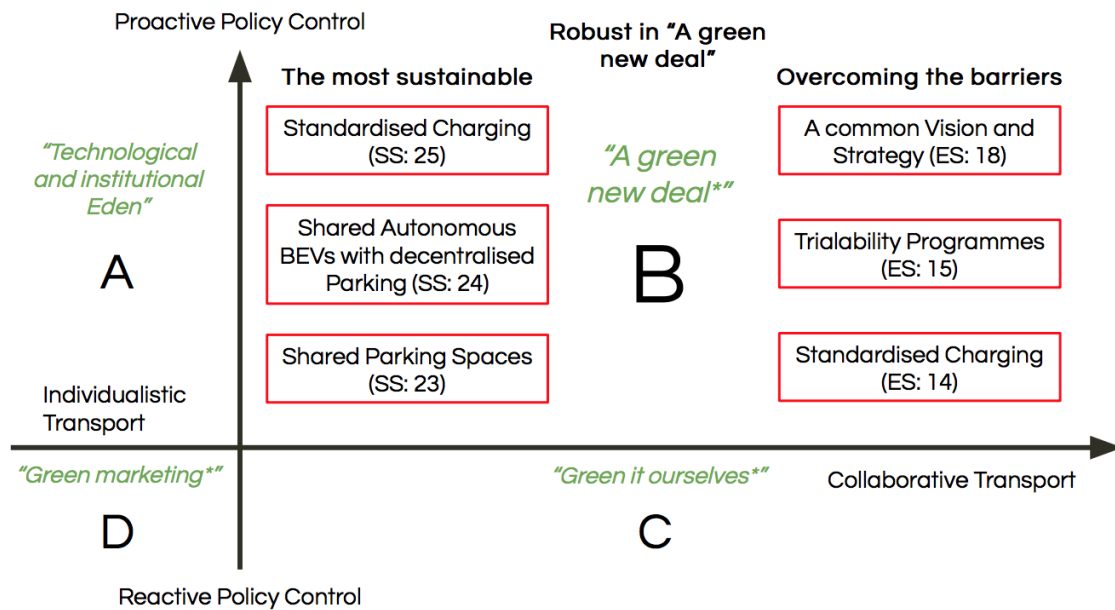 Proactive Policy Control
Robust in “A green
new deal”
The most sustainable
Overcoming the barriers
Standardised Charging
(SS: 25)
A common Vision and
Strategy (ES: 18)
“Technological
and institutional
Eden”
“A green
new deal*”
Shared Autonomous
BEVs with decentralised
Parking (SS: 24)
Trialability Programmes
(ES: 15)
A
B
Shared Parking Spaces
(SS: 23)
Standardised Charging
(ES: 14)
Individualistic
Transport
“Green marketing*”
“Green it ourselves*”
Collaborative Transport
D
C
Reactive Policy Control